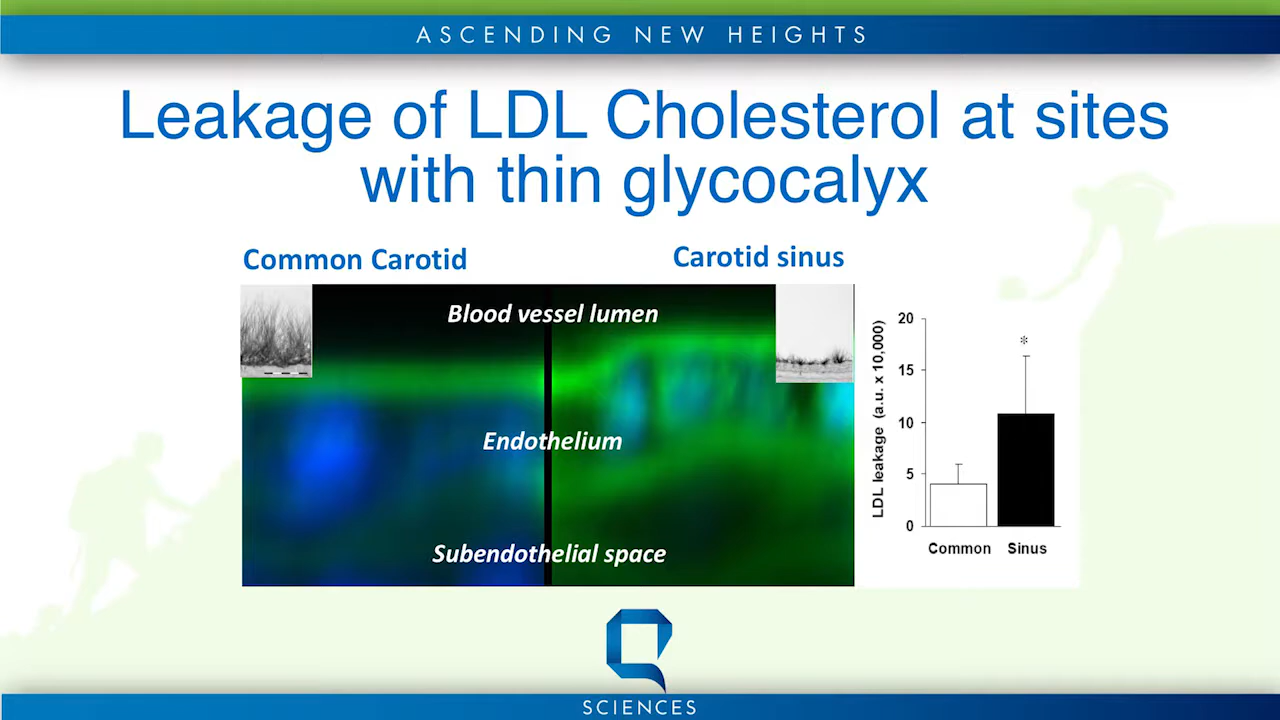 ASCENDING NEW HEIGHTS
Leakage of LDL Cholesterol at sites
with thin glycocalyx
Common Carotid
Carotid sinus
Blood vessel lumen
Endothelium
Subendothelial space
LDL leakage (a.u. x 10,000)
20
15
10
5
0
*
Common Sinus
SCIENCES